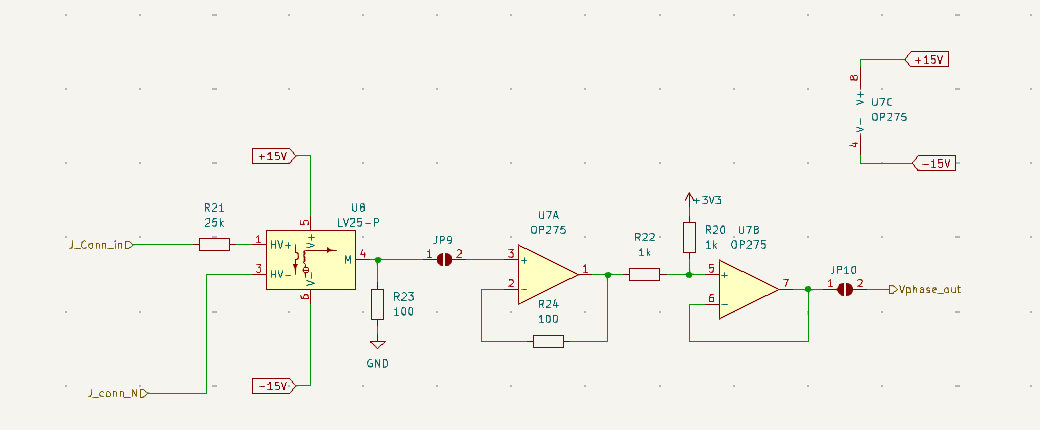 +15V
8
V+
U7C
OP275
V-
4
-15V
+15V
R21
25k
5
U8
LV25-P
J_Conn_in
1
HV+
V+
M
4
3
HV-
V-
6
JP9
1
2
R23
100
GND
-15V
J_conn_N
U7A
OP275
3
+
2
-
1
R24
100
R22
1k
+3V3
R20
1k
U7B
OP275
5
+
6
-
7
JP10
1
2
Vphase_out